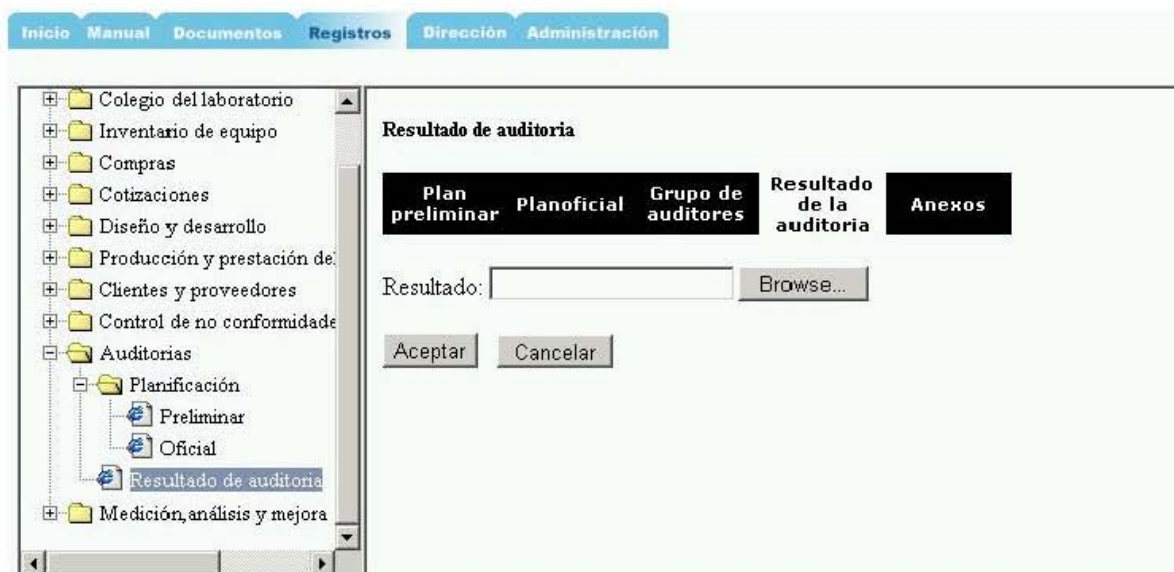 Inicio Manual Documentos Registros Dirección Administración
Colegio del laboratorio
Inventario de equipo
Compras
Cotizaciones
Diseño y desarrollo
Producción y prestación de
Clientes y proveedores
Control de no conformidade
Auditorias
Planificación
Preliminar
Oficial
Resultado de auditoria
Medición,análisis y mejora
Resultado de auditoria
Plan preliminar
Planoficial
Grupo de auditores
Resultado de la auditoria
Anexos
Resultado:
Browse...
Aceptar Cancelar